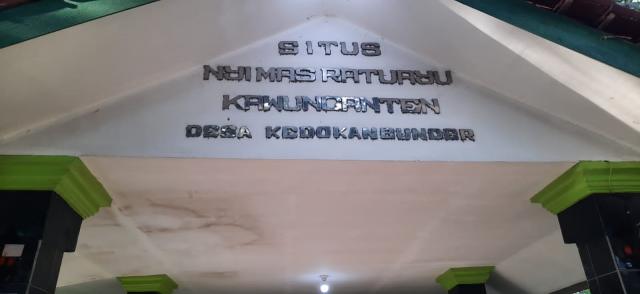 SITUS
NYI MAS RATU AYU
KAWUNGANTEN
DESA KEDOKANBUNDER